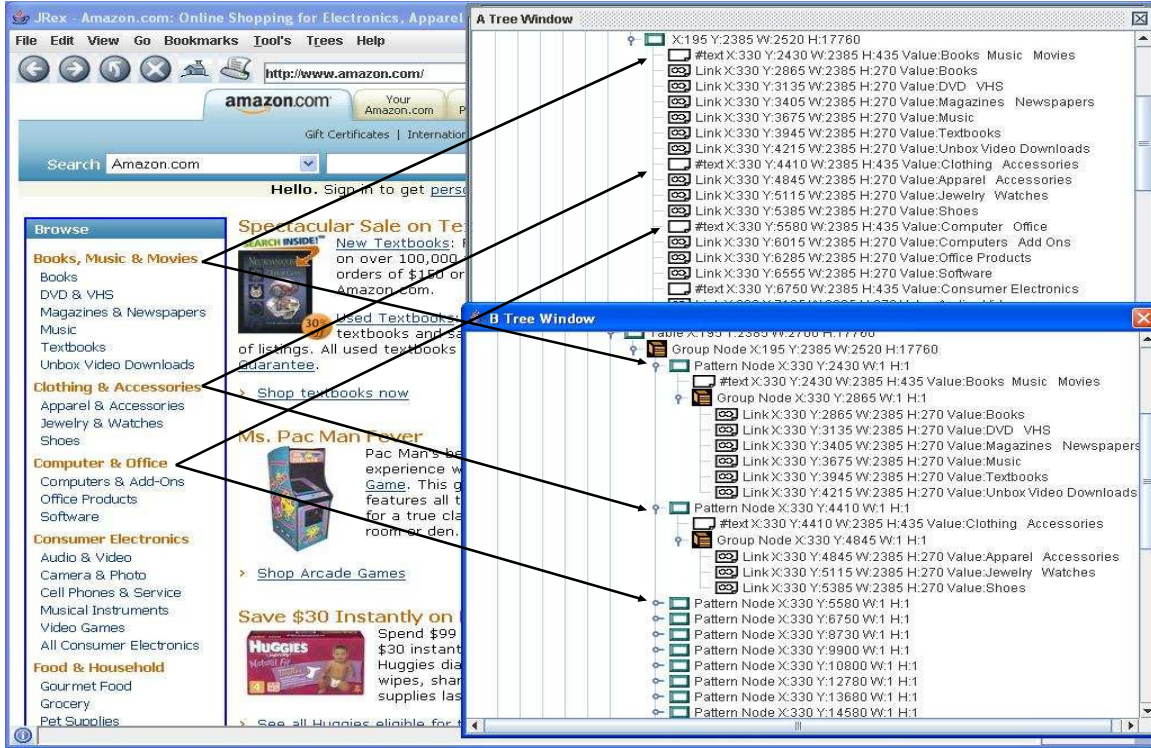 JRex - Amazon.com: Online Shopping for Electronics, Apparel
File Edit View Go Bookmarks Tool's Trees Help
http://www.amazon.com/
amazon.com
Your
Amazon.com
Gift Certificates | Internation
Search Amazon.com
Hello. Sign in to get perso
Browse
Books, Music & Movies
Books
DVD & VHS
Magazines & Newspapers
Music
Textbooks
Unbox Video Downloads
Clothing & Accessories
Apparel & Accessories
Jewelry & Watches
Shoes
Computer & Office
Computers & Add-Ons
Office Products
Software
Consumer Electronics
Audio & Video
Camera & Photo
Cell Phones & Service
Musical Instruments
Video Games
All Consumer Electronics
Food & Household
Gourmet Food
Grocery
Pet Supplies
Spectacular Sale on Te
SEARCH INSIDE!™
30%
New Textbooks:
on over 100,000
orders of $150 or
Amazon.com.
Used Textbooks:
textbooks and sa
of listings. All used textbooks
Guarantee.
› Shop textbooks now
Ms. Pac Man Fever
Pac Man's be
experience w
Game. This g
features all t
for a true cla
room or den.
› Shop Arcade Games
Save $30 Instantly on
HUGGIES
4
Spend $99
$30 instant
Huggies dia
wipes, shar
supplies las
› See all Huggies eligible for t
A Tree Window
X:195 Y:2385 W:2520 H:17760
#text X:330 Y:2430 W:2385 H:435 Value:Books Music Movies
Link X:330 Y:2865 W:2385 H:270 Value:Books
Link X:330 Y:3135 W:2385 H:270 Value:DVD VHS
Link X:330 Y:3405 W:2385 H:270 Value:Magazines Newspapers
Link X:330 Y:3675 W:2385 H:270 Value:Music
Link X:330 Y:3945 W:2385 H:270 Value:Textbooks
Link X:330 Y:4215 W:2385 H:270 Value:Unbox Video Downloads
#text X:330 Y:4410 W:2385 H:435 Value:Clothing Accessories
Link X:330 Y:4845 W:2385 H:270 Value:Apparel Accessories
Link X:330 Y:5115 W:2385 H:270 Value:Jewelry Watches
Link X:330 Y:5385 W:2385 H:270 Value:Shoes
#text X:330 Y:5580 W:2385 H:435 Value:Computer Office
Link X:330 Y:6015 W:2385 H:270 Value:Computers Add Ons
Link X:330 Y:6285 W:2385 H:270 Value:Office Products
Link X:330 Y:6555 W:2385 H:270 Value:Software
#text X:330 Y:6750 W:2385 H:435 Value:Consumer Electronics
B Tree Window
Table X:195 Y:2385 W:2700 H:17760
Group Node X:195 Y:2385 W:2520 H:17760
Pattern Node X:330 Y:2430 W:1 H:1
#text X:330 Y:2430 W:2385 H:435 Value:Books Music Movies
Group Node X:330 Y:2865 W:1 H:1
Link X:330 Y:2865 W:2385 H:270 Value:Books
Link X:330 Y:3135 W:2385 H:270 Value:DVD VHS
Link X:330 Y:3405 W:2385 H:270 Value:Magazines Newspapers
Link X:330 Y:3675 W:2385 H:270 Value:Music
Link X:330 Y:3945 W:2385 H:270 Value:Textbooks
Link X:330 Y:4215 W:2385 H:270 Value:Unbox Video Downloads
Pattern Node X:330 Y:4410 W:1 H:1
#text X:330 Y:4410 W:2385 H:435 Value:Clothing Accessories
Group Node X:330 Y:4845 W:1 H:1
Link X:330 Y:4845 W:2385 H:270 Value:Apparel Accessories
Link X:330 Y:5115 W:2385 H:270 Value:Jewelry Watches
Link X:330 Y:5385 W:2385 H:270 Value:Shoes
Pattern Node X:330 Y:5580 W:1 H:1
Pattern Node X:330 Y:6750 W:1 H:1
Pattern Node X:330 Y:8730 W:1 H:1
Pattern Node X:330 Y:9900 W:1 H:1
Pattern Node X:330 Y:10800 W:1 H:1
Pattern Node X:330 Y:12780 W:1 H:1
Pattern Node X:330 Y:13680 W:1 H:1
Pattern Node X:330 Y:14580 W:1 H:1